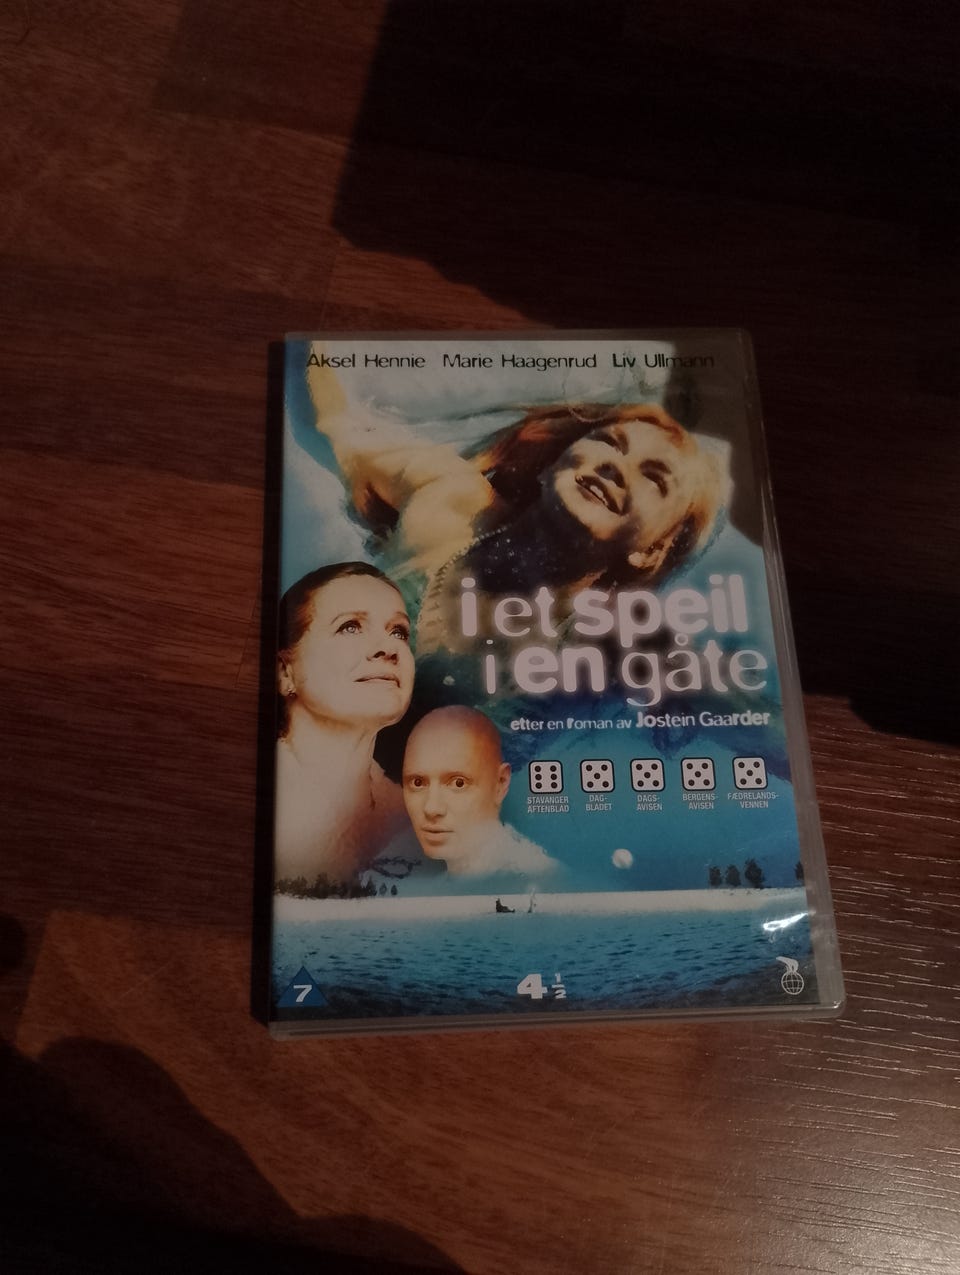 Aksel Hennie Marie Haagenrud Liv Ullmann
i et speil
i en gåte
etter en roman av Jostein Gaarder
STAVANGER AFTENBLAD
DAG-BLADET
DAGS-AVISEN
BERGENS-AVISEN
FÆDRELANDS-VENNEN
7
4 1/2